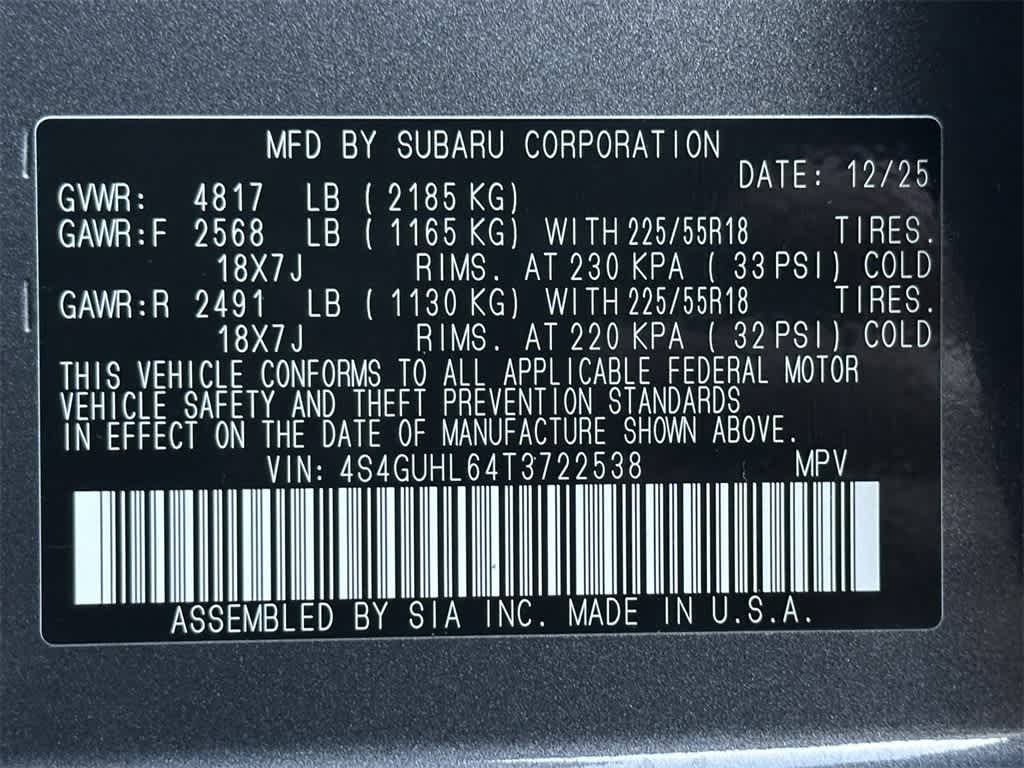 MFD BY SUBARU CORPORATION
DATE: 12/25
GVWR: 4817 LB ( 2185 KG)
GAWR:F 2568 LB ( 1165 KG) WITH 225/55R18 TIRES.
18X7J RIMS. AT 230 KPA ( 33 PSI) COLD
GAWR:R 2491 LB ( 1130 KG) WITH 225/55R18 TIRES.
18X7J RIMS. AT 220 KPA ( 32 PSI) COLD
THIS VEHICLE CONFORMS TO ALL APPLICABLE FEDERAL MOTOR
VEHICLE SAFETY AND THEFT PREVENTION STANDARDS
IN EFFECT ON THE DATE OF MANUFACTURE SHOWN ABOVE.
VIN: 4S4GUHL64T3722538 MPV
ASSEMBLED BY SIA INC. MADE IN U.S.A.